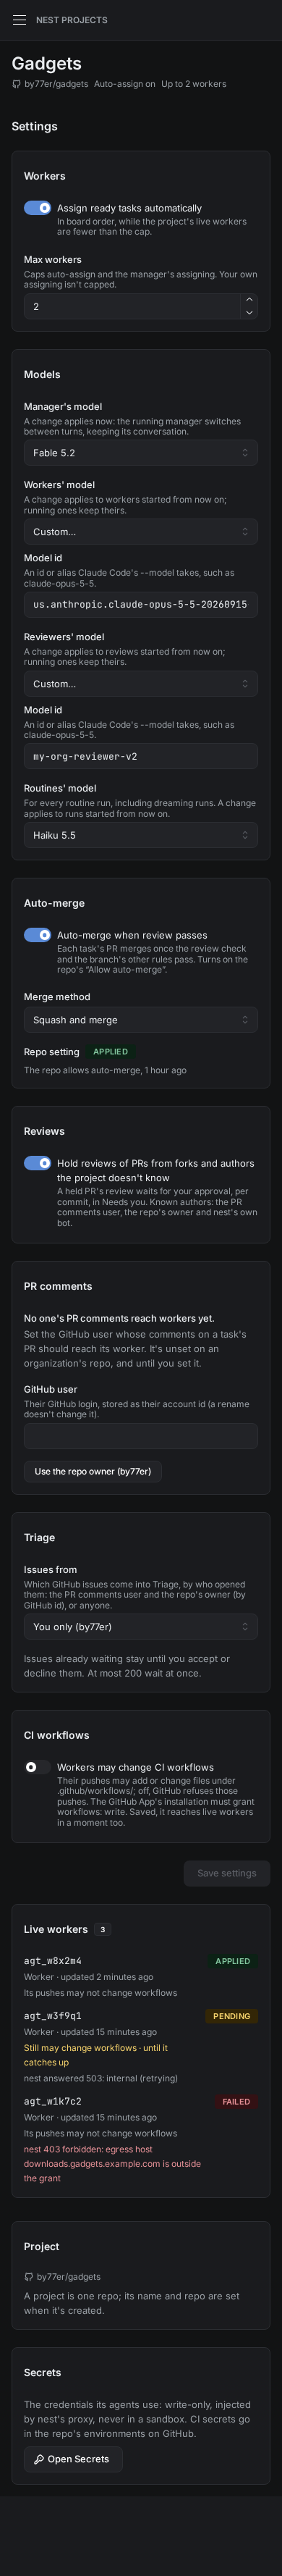 NEST PROJECTS
Gadgets
by77er/gadgets Auto-assign on Up to 2 workers
Settings
Workers
Assign ready tasks automatically
In board order, while the project's live workers
are fewer than the cap.
Max workers
Caps auto-assign and the manager's assigning. Your own
assigning isn't capped.
2
Models
Manager's model
A change applies now: the running manager switches
between turns, keeping its conversation.
Fable 5.2
Workers' model
A change applies to workers started from now on;
running ones keep theirs.
Custom...
Model id
An id or alias Claude Code's --model takes, such as
claude-opus-5-5.
us.anthropic.claude-opus-5-5-20260915
Reviewers' model
A change applies to reviews started from now on;
running ones keep theirs.
Custom...
Model id
An id or alias Claude Code's --model takes, such as
claude-opus-5-5.
my-org-reviewer-v2
Routines' model
For every routine run, including dreaming runs. A change
applies to runs started from now on.
Haiku 5.5
Auto-merge
Auto-merge when review passes
Each task's PR merges once the review check
and the branch's other rules pass. Turns on the
repo's “Allow auto-merge”.
Merge method
Squash and merge
Repo setting APPLIED
The repo allows auto-merge, 1 hour ago
Reviews
Hold reviews of PRs from forks and authors
the project doesn't know
A held PR's review waits for your approval, per
commit, in Needs you. Known authors: the PR
comments user, the repo's owner and nest's own
bot.
PR comments
No one's PR comments reach workers yet.
Set the GitHub user whose comments on a task's
PR should reach its worker. It's unset on an
organization's repo, and until you set it.
GitHub user
Their GitHub login, stored as their account id (a rename
doesn't change it).
Use the repo owner (by77er)
Triage
Issues from
Which GitHub issues come into Triage, by who opened
them: the PR comments user and the repo's owner (by
GitHub id), or anyone.
You only (by77er)
Issues already waiting stay until you accept or
decline them. At most 200 wait at once.
CI workflows
Workers may change CI workflows
Their pushes may add or change files under
.github/workflows/; off, GitHub refuses those
pushes. The GitHub App's installation must grant
workflows: write. Saved, it reaches live workers
in a moment too.
Save settings
Live workers 3
agt_w8x2m4 APPLIED
Worker · updated 2 minutes ago
Its pushes may not change workflows
agt_w3f9q1 PENDING
Worker · updated 15 minutes ago
Still may change workflows · until it
catches up
nest answered 503: internal (retrying)
agt_w1k7c2 FAILED
Worker · updated 15 minutes ago
Its pushes may not change workflows
nest 403 forbidden: egress host
downloads.gadgets.example.com is outside
the grant
Project
by77er/gadgets
A project is one repo; its name and repo are set
when it's created.
Secrets
The credentials its agents use: write-only, injected
by nest's proxy, never in a sandbox. CI secrets go
in the repo's environments on GitHub.
Open Secrets